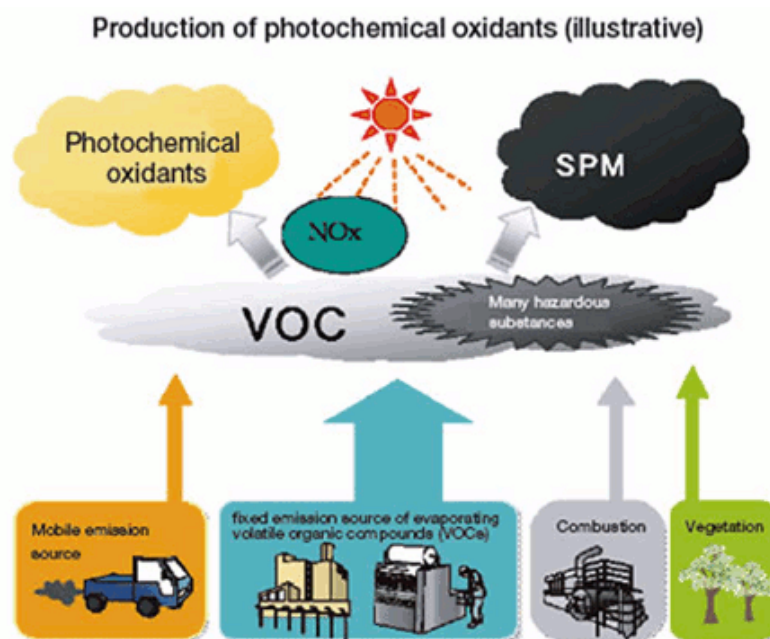 Production of photochemical oxidants (illustrative)
Photochemical
oxidants
SPM
NOx
VOC
Many hazardous
substances
Mobile emission
source
fixed emission source of evaporating
volatile organic compounds (VOCs)
Combustion
Vegetation